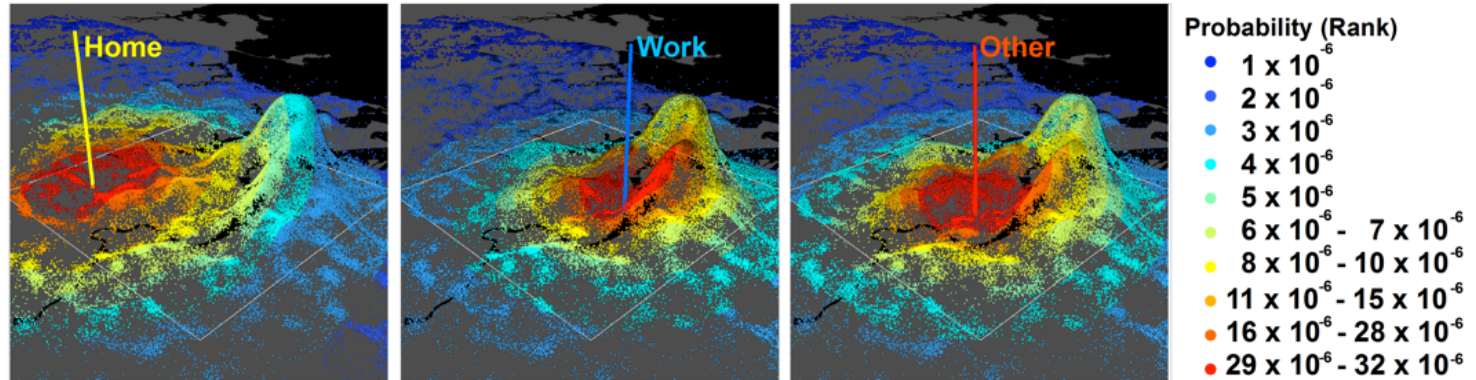 Home
Work
Other
Probability (Rank)
1 x 10⁻⁶
2 x 10⁻⁶
3 x 10⁻⁶
4 x 10⁻⁶
5 x 10⁻⁶
6 x 10⁻⁶ - 7 x 10⁻⁶
8 x 10⁻⁶ - 10 x 10⁻⁶
11 x 10⁻⁶ - 15 x 10⁻⁶
16 x 10⁻⁶ - 28 x 10⁻⁶
29 x 10⁻⁶ - 32 x 10⁻⁶